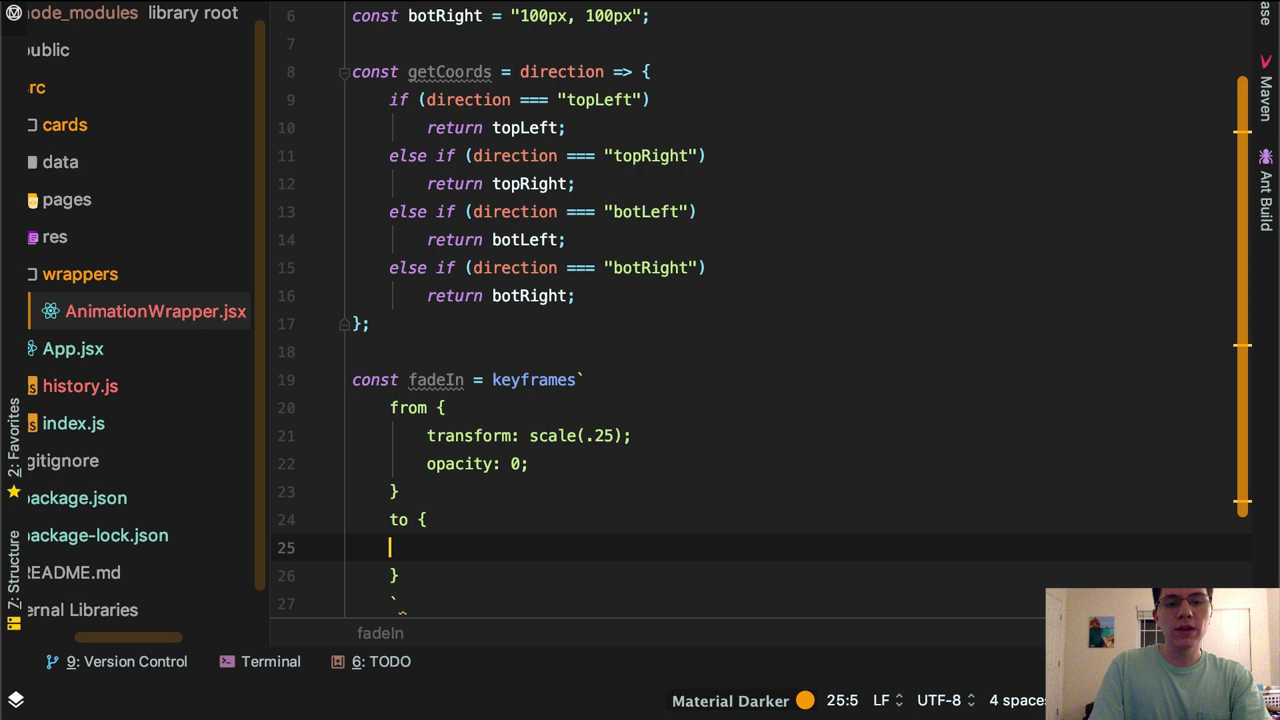 node_modules library root
public
src
cards
data
pages
res
wrappers
AnimationWrapper.jsx
App.jsx
history.js
index.js
gitignore
package.json
package-lock.json
README.md
ernal Libraries
2: Favorites
7: Structure
6 const botRight = "100px, 100px";
7
8 const getCoords = direction => {
9 if (direction === "topLeft")
10 return topLeft;
11 else if (direction === "topRight")
12 return topRight;
13 else if (direction === "botLeft")
14 return botLeft;
15 else if (direction === "botRight")
16 return botRight;
17 };
18
19 const fadeIn = keyframes`
20 from {
21 transform: scale(.25);
22 opacity: 0;
23 }
24 to {
25
26 }
27 `
fadeIn
ase
Maven
Ant Build
9: Version Control
Terminal
6: TODO
Material Darker
25:5
LF
UTF-8
4 spaces